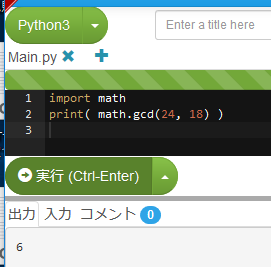 Python3
Enter a title here
Main.py
1 import math
2 print( math.gcd(24, 18) )
3
実行 (Ctrl-Enter)
出力 入力 コメント 0
6